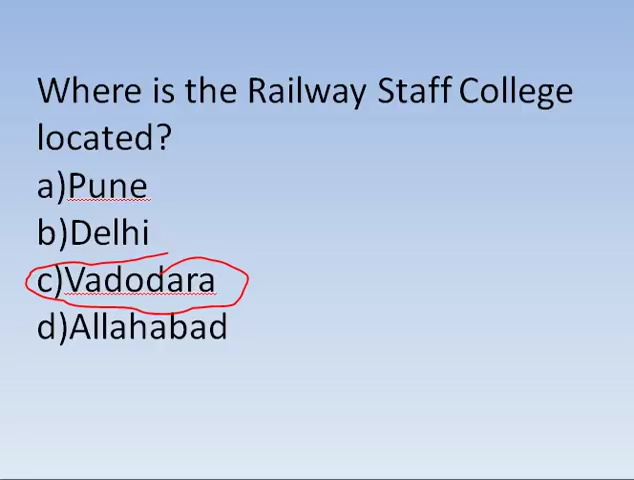 Where is the Railway Staff College
located?
a)Pune
b)Delhi
c)Vadodara
d)Allahabad